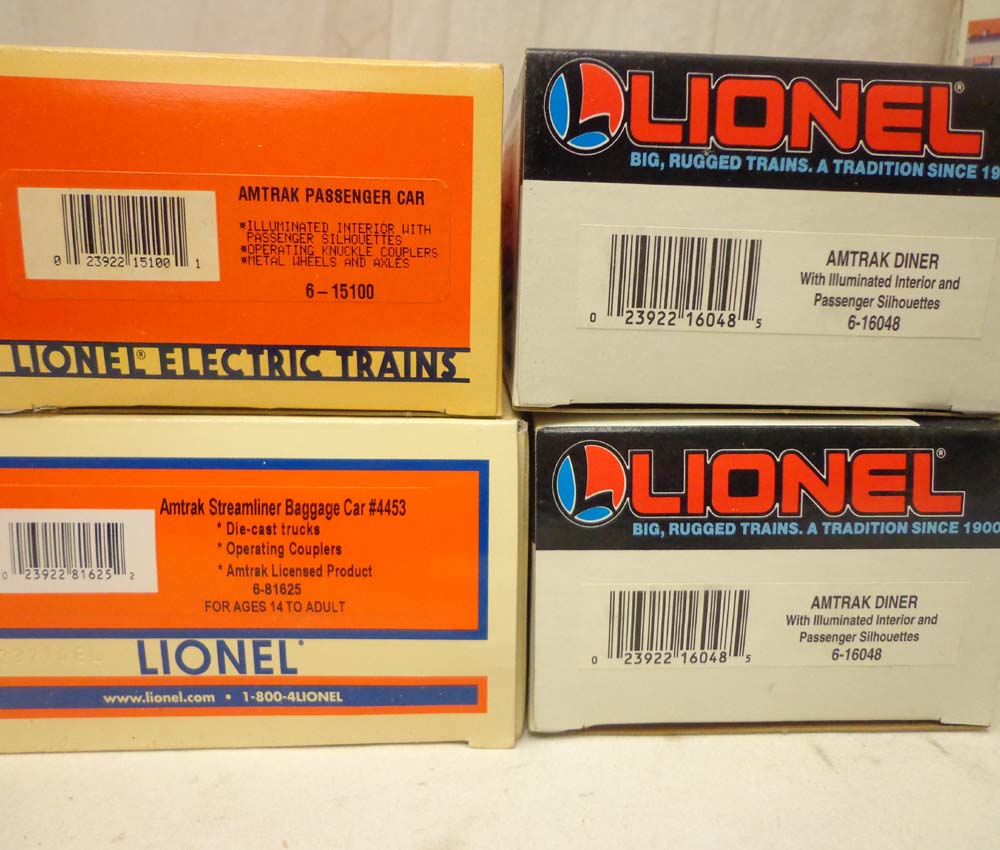 AMTRAK PASSENGER CAR
*ILLUMINATED INTERIOR WITH
PASSENGER SILHOUETTES
*OPERATING KNUCKLE COUPLERS
*METAL WHEELS AND AXLES
6-15100
0 23922 15100 1
LIONEL® ELECTRIC TRAINS
LIONEL®
BIG, RUGGED TRAINS. A TRADITION SINCE 19
AMTRAK DINER
With Illuminated Interior and
Passenger Silhouettes
6-16048
0 23922 16048 5
Amtrak Streamliner Baggage Car #4453
* Die-cast trucks
* Operating Couplers
* Amtrak Licensed Product
6-81625
FOR AGES 14 TO ADULT
0 23922 81625 2
LIONEL®
www.lionel.com • 1-800-4LIONEL
LIONEL®
BIG, RUGGED TRAINS. A TRADITION SINCE 1900
AMTRAK DINER
With Illuminated Interior and
Passenger Silhouettes
6-16048
0 23922 16048 5